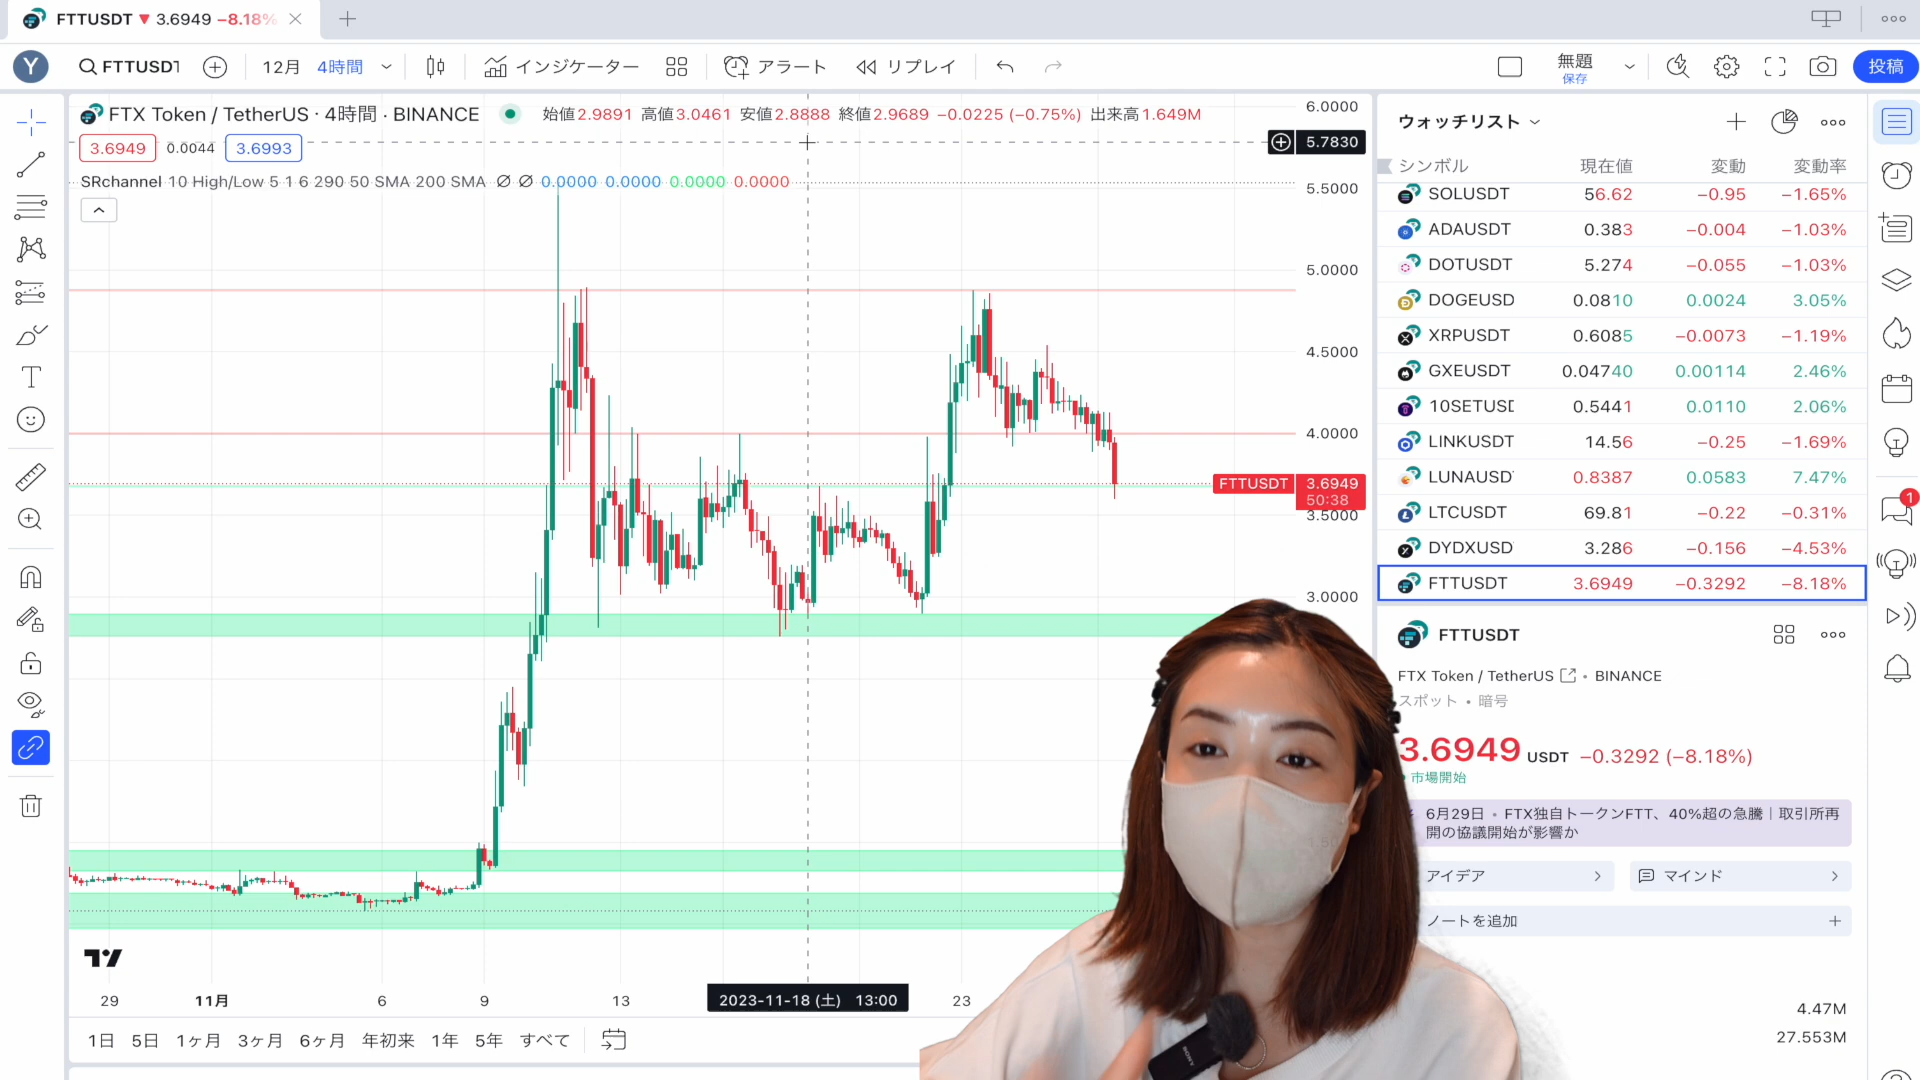 FTTUSDT ▼ 3.6949 −8.18%
Y FTTUSDT 12月 4時間 インジケーター アラート リプレイ 無題 保存 投稿
FTX Token / TetherUS · 4時間 · BINANCE 始値2.9891 高値3.0461 安値2.8888 終値2.9689 −0.0225 (−0.75%) 出来高1.649M
3.6949 0.0044 3.6993
SRchannel 10 High/Low 5 1 6 290 50 SMA 200 SMA ∅ ∅ 0.0000 0.0000 0.0000 0.0000
6.0000
5.7830
5.5000
5.0000
4.5000
4.0000
FTTUSDT 3.6949
50:38
3.5000
3.0000
29 11月 6 9 13 2023-11-18 (土) 13:00 23
1日 5日 1ヶ月 3ヶ月 6ヶ月 年初来 1年 5年 すべて
ウォッチリスト
シンボル 現在値 変動 変動率
SOLUSDT 56.62 −0.95 −1.65%
ADAUSDT 0.383 −0.004 −1.03%
DOTUSDT 5.274 −0.055 −1.03%
DOGEUSD 0.0810 0.0024 3.05%
XRPUSDT 0.6085 −0.0073 −1.19%
GXEUSDT 0.04740 0.00114 2.46%
10SETUSD 0.5441 0.0110 2.06%
LINKUSDT 14.56 −0.25 −1.69%
LUNAUSD 0.8387 0.0583 7.47%
LTCUSDT 69.81 −0.22 −0.31%
DYDXUSD 3.286 −0.156 −4.53%
FTTUSDT 3.6949 −0.3292 −8.18%
1
FTTUSDT
FTX Token / TetherUS • BINANCE
スポット • 暗号
3.6949 USDT −0.3292 (−8.18%)
市場開始
6月29日 • FTX独自トークンFTT、40%超の急騰｜取引所再
開の協議開始が影響か
アイデア マインド
ノートを追加
4.47M
27.553M
SONY